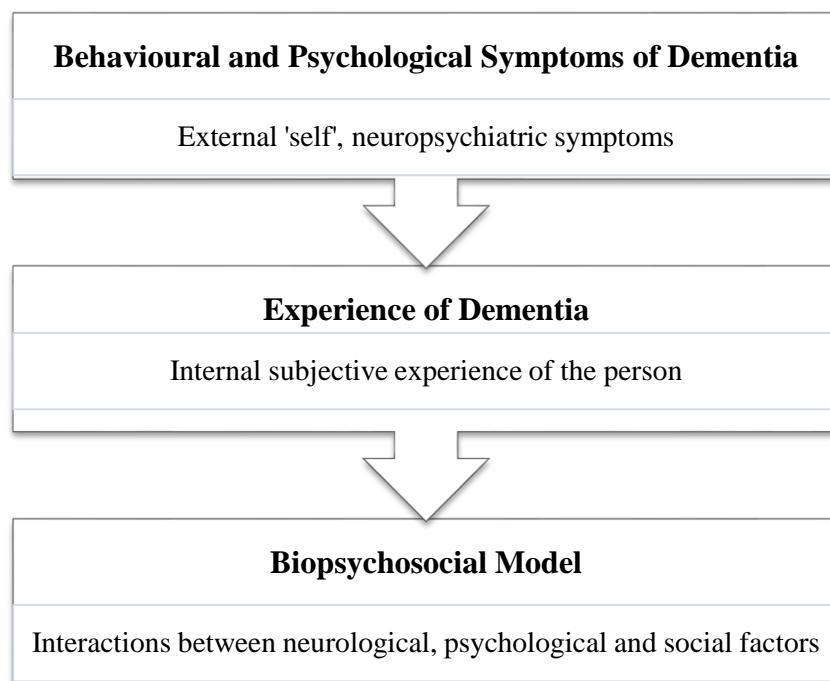 Behavioural and Psychological Symptoms of Dementia
External 'self', neuropsychiatric symptoms
Experience of Dementia
Internal subjective experience of the person
Biopsychosocial Model
Interactions between neurological, psychological and social factors